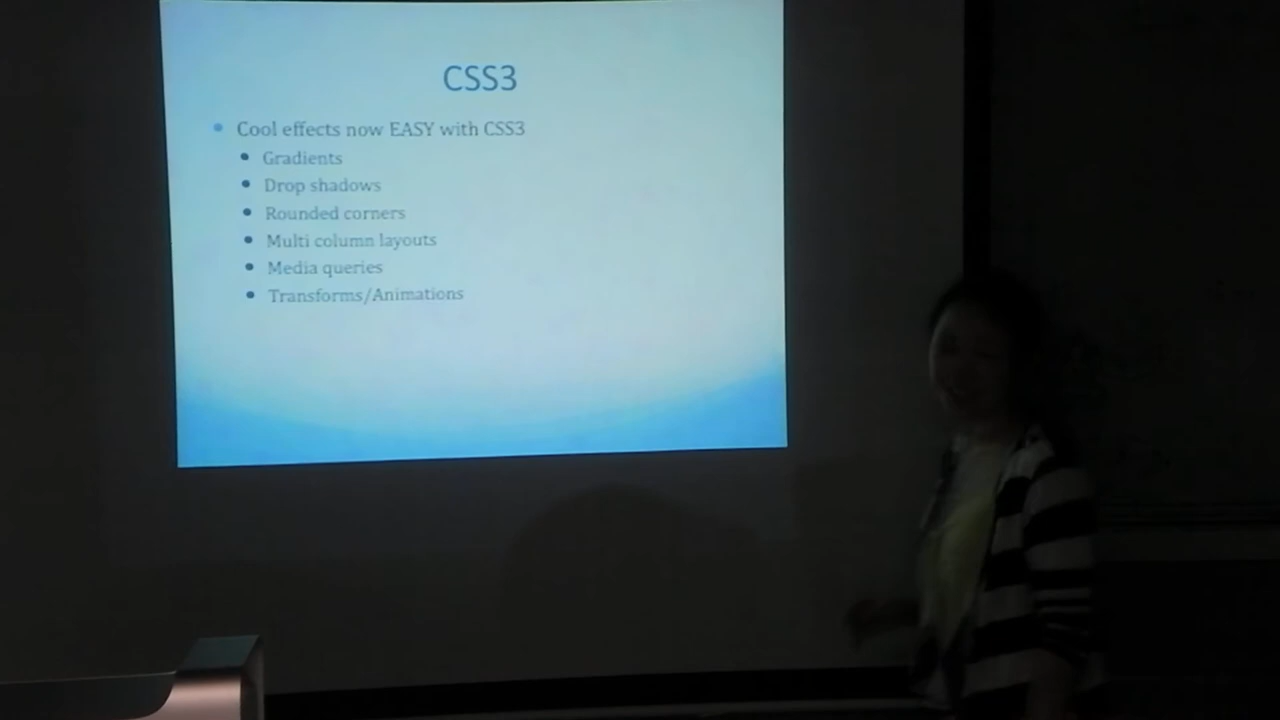 CSS3
Cool effects now EASY with CSS3
Gradients
Drop shadows
Rounded corners
Multi column layouts
Media queries
Transforms/Animations